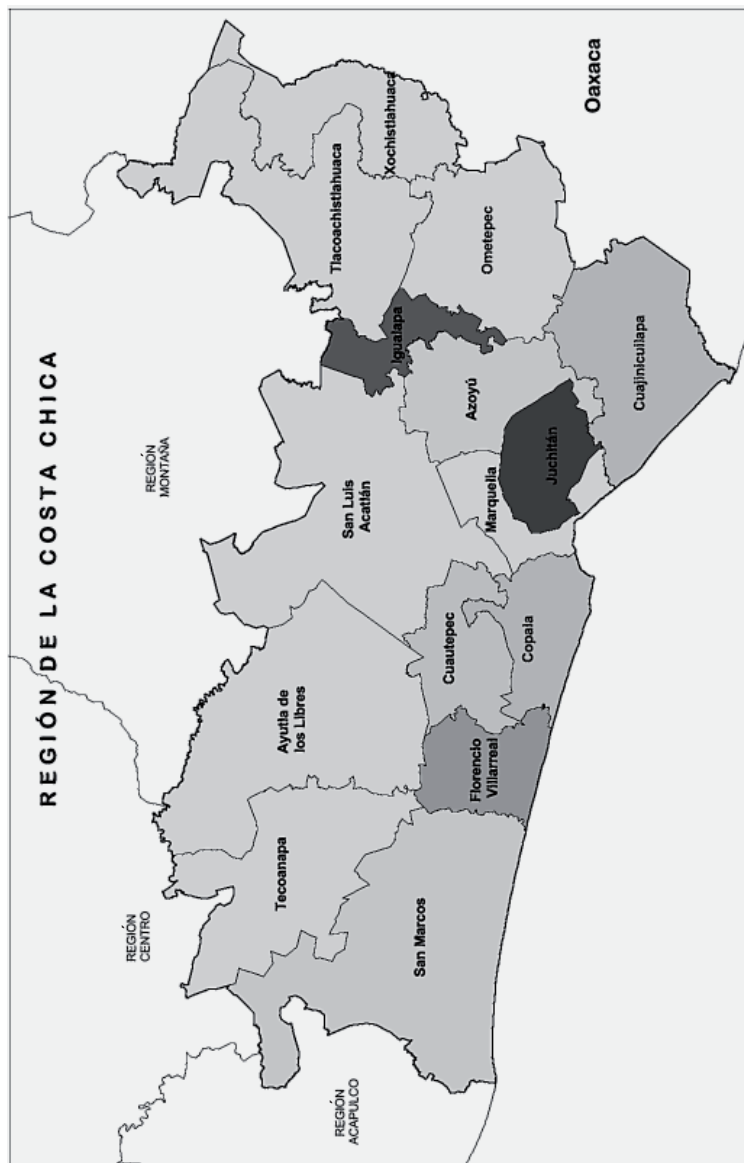 REGIÓN DE LA COSTA CHICA
REGIÓN
CENTRO
REGIÓN
MONTAÑA
Tecoanapa
Ayutla de
los Libres
REGIÓN
ACAPULCO
San Luis
Acatlán
Tlacoachistlahuaca
Xochistlahuaca
Igualapa
San Marcos
Cuautepec
Florencio
Villarreal
Azoyú
Ometepec
Marquelia
Copala
Juchitán
Oaxaca
Cuajinicuilapa